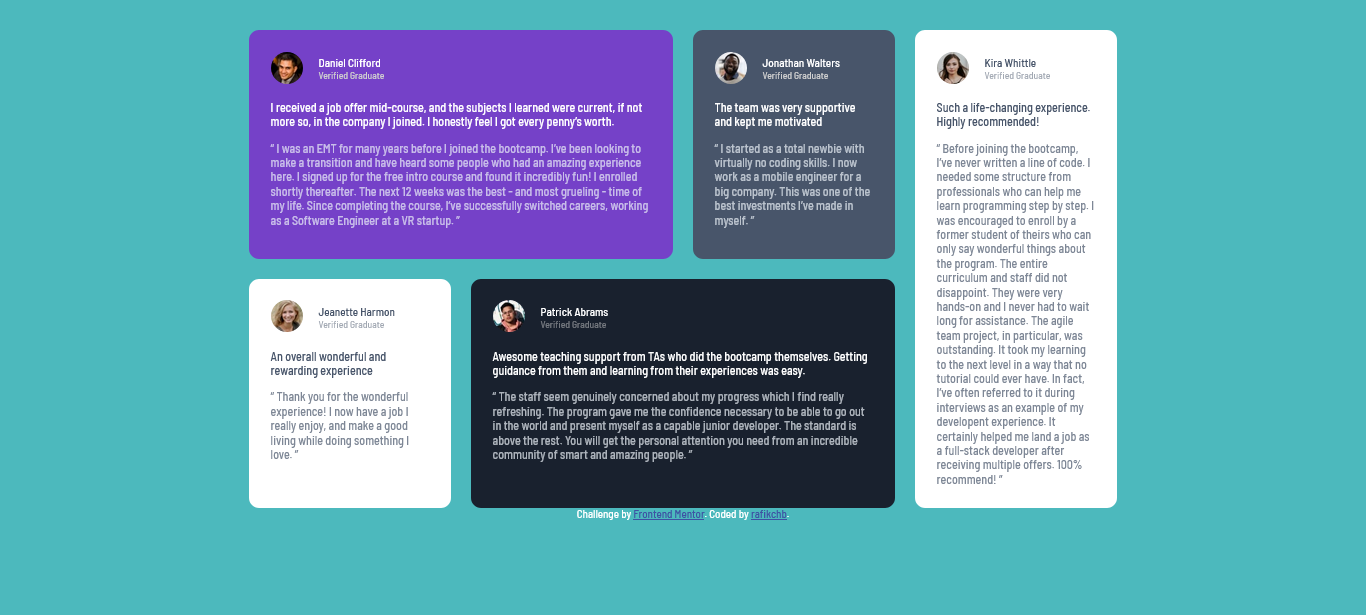 Daniel Clifford
Verified Graduate
I received a job offer mid-course, and the subjects I learned were current, if not
more so, in the company I joined. I honestly feel I got every penny's worth.
“ I was an EMT for many years before I joined the bootcamp. I've been looking to
make a transition and have heard some people who had an amazing experience
here. I signed up for the free intro course and found it incredibly fun! I enrolled
shortly thereafter. The next 12 weeks was the best - and most grueling - time of
my life. Since completing the course, I've successfully switched careers, working
as a Software Engineer at a VR startup. ”
Jonathan Walters
Verified Graduate
The team was very supportive
and kept me motivated
“ I started as a total newbie with
virtually no coding skills. I now
work as a mobile engineer for a
big company. This was one of the
best investments I've made in
myself. ”
Kira Whittle
Verified Graduate
Such a life-changing experience.
Highly recommended!
“ Before joining the bootcamp,
I've never written a line of code. I
needed some structure from
professionals who can help me
learn programming step by step. I
was encouraged to enroll by a
former student of theirs who can
only say wonderful things about
the program. The entire
curriculum and staff did not
disappoint. They were very
hands-on and I never had to wait
long for assistance. The agile
team project, in particular, was
outstanding. It took my learning
to the next level in a way that no
tutorial could ever have. In fact,
I've often referred to it during
interviews as an example of my
developent experience. It
certainly helped me land a job as
a full-stack developer after
receiving multiple offers. 100%
recommend! ”
Jeanette Harmon
Verified Graduate
An overall wonderful and
rewarding experience
“ Thank you for the wonderful
experience! I now have a job I
really enjoy, and make a good
living while doing something I
love. ”
Patrick Abrams
Verified Graduate
Awesome teaching support from TAs who did the bootcamp themselves. Getting
guidance from them and learning from their experiences was easy.
“ The staff seem genuinely concerned about my progress which I find really
refreshing. The program gave me the confidence necessary to be able to go out
in the world and present myself as a capable junior developer. The standard is
above the rest. You will get the personal attention you need from an incredible
community of smart and amazing people. ”
Challenge by Frontend Mentor. Coded by rafikchb.